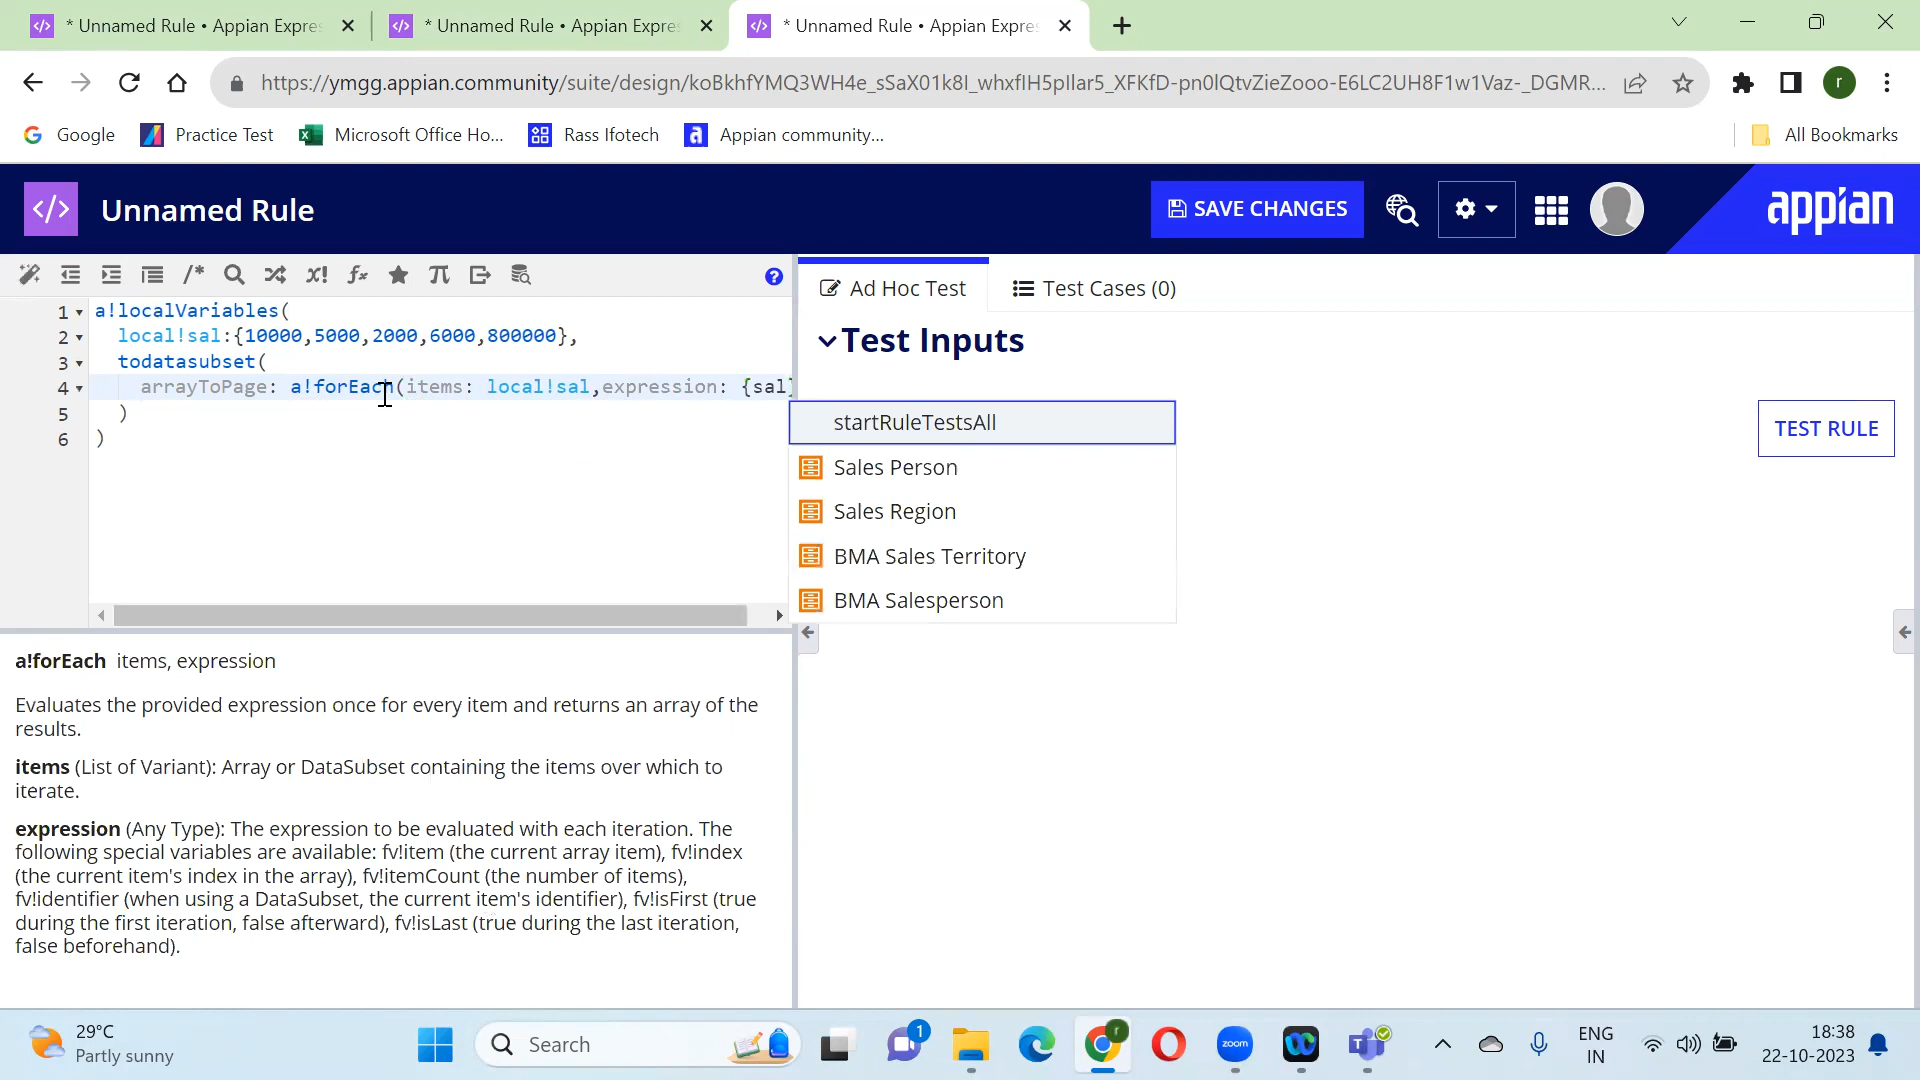 * Unnamed Rule • Appian Expres
* Unnamed Rule • Appian Expre
* Unnamed Rule • Appian Expres
https://ymgg.appian.community/suite/design/koBkhfYMQ3WH4e_sSaX01k8I_whxfIH5pIlar5_XFKfD-pn0lQtvZieZooo-E6LC2UH8F1w1Vaz-_DGMR...
r
Google
Practice Test
Microsoft Office Ho...
Rass Ifotech
Appian community...
All Bookmarks
Unnamed Rule
SAVE CHANGES
appian
1 a!localVariables(
2 local!sal:{10000,5000,2000,6000,800000},
3 todatasubset(
4 arrayToPage: a!forEach(items: local!sal,expression: {sal}
5 )
6 )
Ad Hoc Test
Test Cases (0)
Test Inputs
TEST RULE
startRuleTestsAll
Sales Person
Sales Region
BMA Sales Territory
BMA Salesperson
a!forEach items, expression
Evaluates the provided expression once for every item and returns an array of the
results.
items (List of Variant): Array or DataSubset containing the items over which to
iterate.
expression (Any Type): The expression to be evaluated with each iteration. The
following special variables are available: fv!item (the current array item), fv!index
(the current item's index in the array), fv!itemCount (the number of items),
fv!identifier (when using a DataSubset, the current item's identifier), fv!isFirst (true
during the first iteration, false afterward), fv!isLast (true during the last iteration,
false beforehand).
29°C
Partly sunny
Search
1
r
zoom
ENG
IN
18:38
22-10-2023